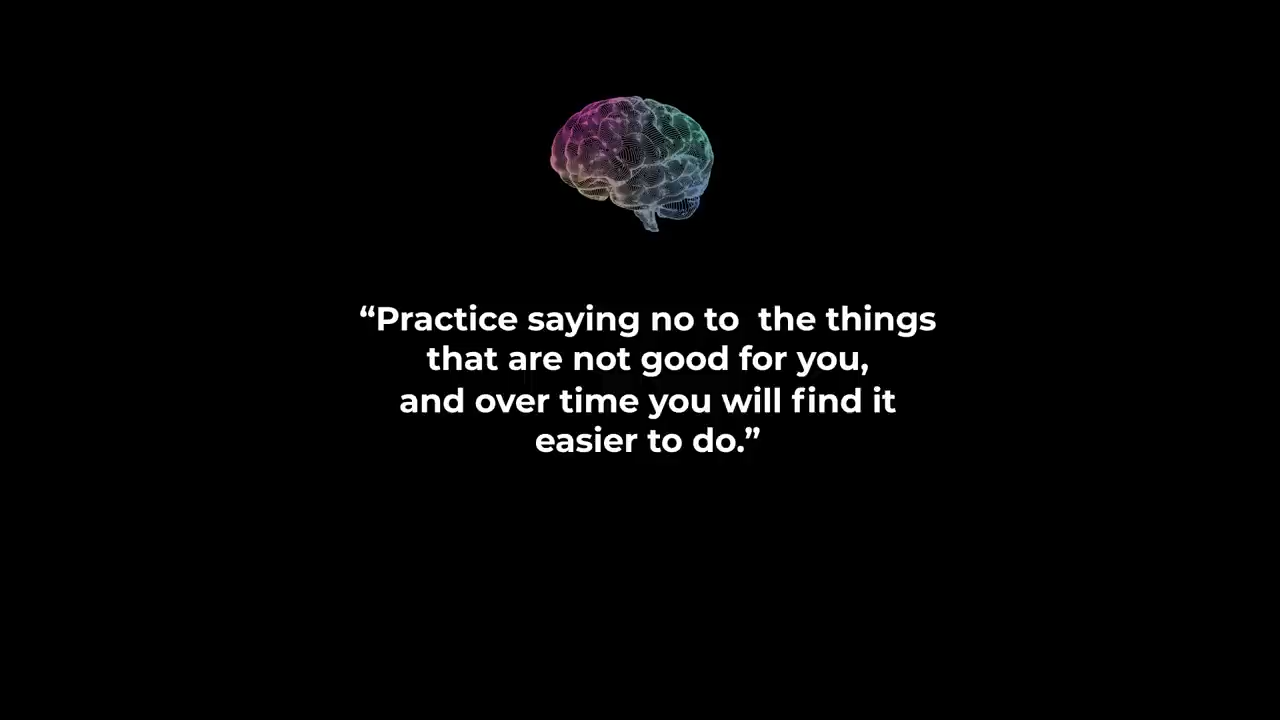 “Practice saying no to  the things
that are not good for you,
and over time you will find it
easier to do.”